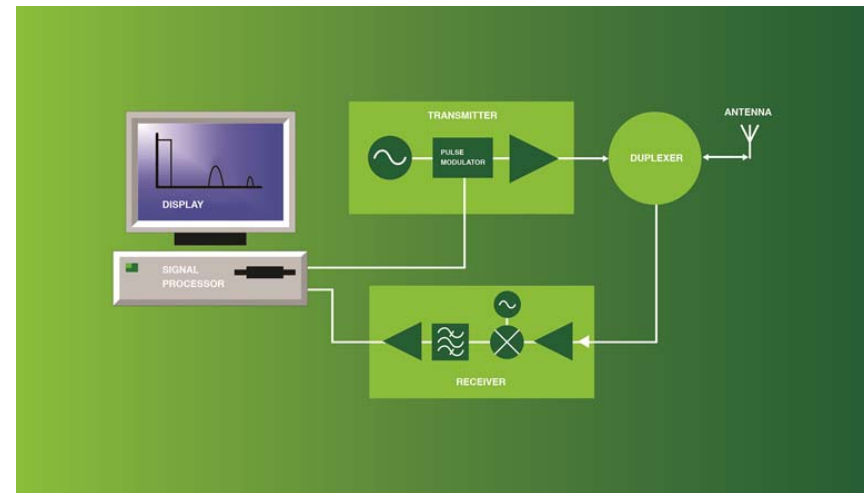 TRANSMITTER
ANTENNA
PULSE
MODULATOR
DUPLEXER
DISPLAY
SIGNAL
PROCESSOR
RECEIVER